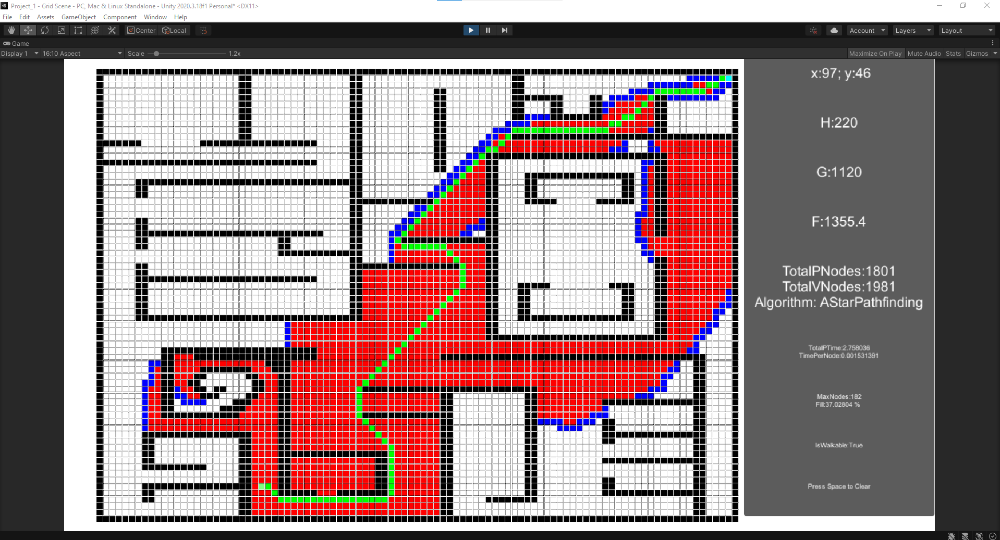 Project_1 - Grid Scene - PC, Mac & Linux Standalone - Unity 2020.3.18f1 Personal* <DX11>
File Edit Assets GameObject Component Window Help
Center Local Account Layers Layout
Game
Display 1 16:10 Aspect Scale 1.2x Maximize On Play Mute Audio Stats Gizmos
x:97; y:46
H:220
G:1120
F:1355.4
TotalPNodes:1801
TotalVNodes:1981
Algorithm: AStarPathfinding
TotalPTime:2.758036
TimePerNode:0.001531391
MaxNodes:182
Fill:37.02804 %
IsWalkable:True
Press Space to Clear